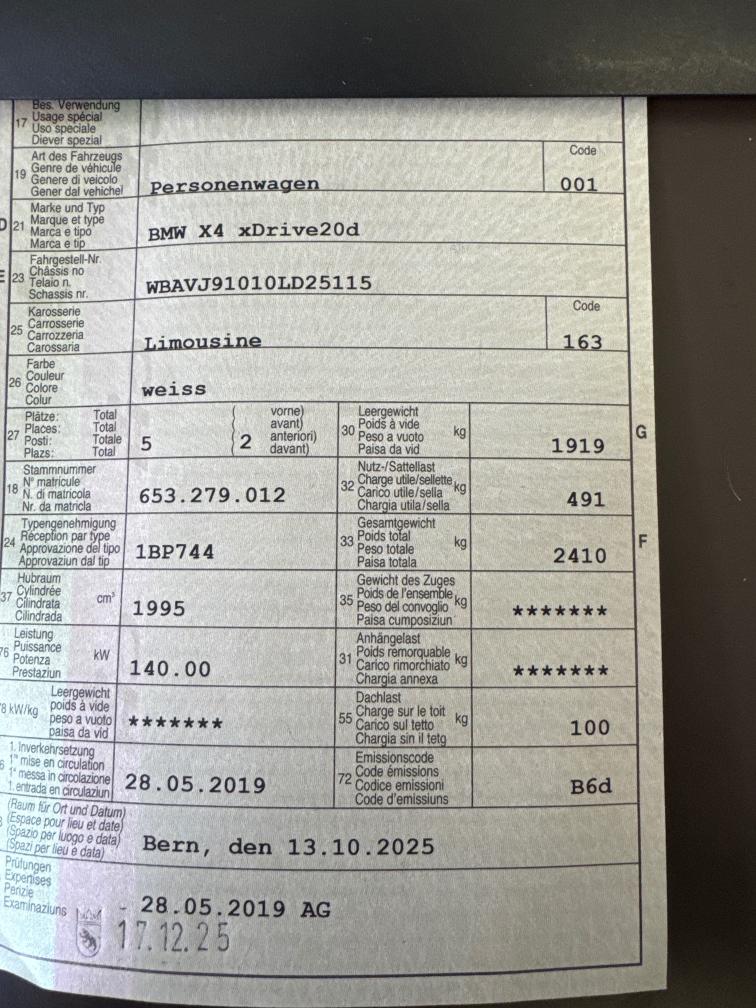 Bes. Verwendung
17 Usage spécial
Uso speciale
Diever spezial
Art des Fahrzeugs
19 Genre de véhicule
Genere di veicolo
Gener dal vehichel
Personenwagen
Code
001
D 21 Marke und Typ
Marque et type
Marca e tipo
Marca e tip
BMW X4 xDrive20d
E 23 Fahrgestell-Nr.
Châssis no
Telaio n.
Schassis nr.
WBAVJ91010LD25115
25 Karosserie
Carrosserie
Carrozzeria
Carossaria
Limousine
Code
163
26 Farbe
Couleur
Colore
Colur
weiss
27 Plätze: Total
Places: Total
Posti: Totale
Plazs: Total
5
2
vorne)
avant)
anteriori)
davant)
30 Leergewicht
Poids à vide
Peso a vuoto
Paisa da vid
kg
1919
G
18 Stammnummer
N° matricule
N. di matricola
Nr. da matricla
653.279.012
32 Nutz-/Sattellast
Charge utile/sellette
Carico utile/sella
Chargia utila/sella
kg
491
24 Typengenehmigung
Réception par type
Approvazione del tipo
Approvaziun dal tip
1BP744
33 Gesamtgewicht
Poids total
Peso totale
Paisa totala
kg
2410
F
37 Hubraum
Cylindrée
Cilindrata
Cilindrada
cm³
1995
35 Gewicht des Zuges
Poids de l'ensemble
Peso del convoglio
Paisa cumposiziun
kg
*******
76 Leistung
Puissance
Potenza
Prestaziun
kW
140.00
31 Anhängelast
Poids remorquable
Carico rimorchiato
Chargia annexa
kg
*******
78 kW/kg
Leergewicht
poids à vide
peso a vuoto
paisa da vid
*******
55 Dachlast
Charge sur le toit
Carico sul tetto
Chargia sin il tetg
kg
100
1. Inverkehrsetzung
1re mise en circulation
1a messa in circolazione
1. entrada en circulaziun
28.05.2019
72 Emissionscode
Code émissions
Codice emissioni
Code d'emissiuns
B6d
(Raum für Ort und Datum)
(Espace pour lieu et date)
(Spazio per luogo e data)
(Spazi per lieu e data)
Bern, den 13.10.2025
Prüfungen
Expertises
Perizie
Examinaziuns
- 28.05.2019 AG
17.12.25